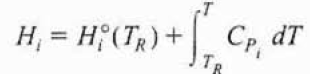 H_i = H_i°(T_R) + ∫_{T_R}^{T} C_{P_i} dT